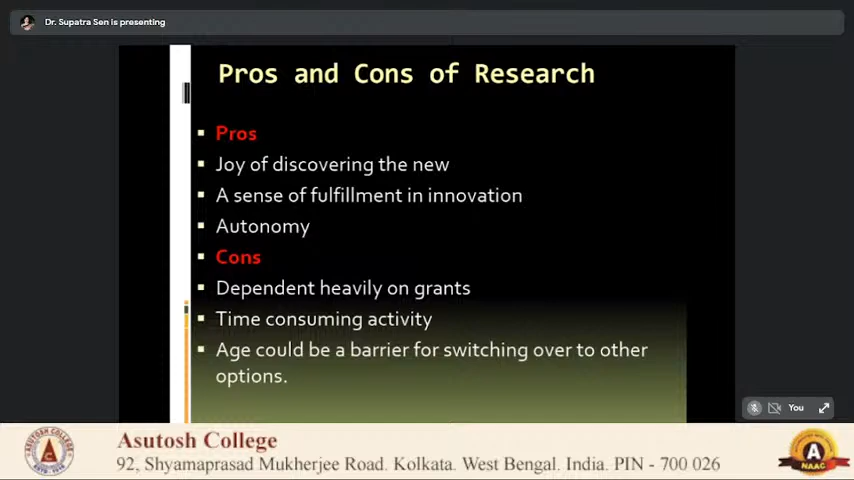 Dr. Supatra Sen is presenting
Pros and Cons of Research
Pros
Joy of discovering the new
A sense of fulfillment in innovation
Autonomy
Cons
Dependent heavily on grants
Time consuming activity
Age could be a barrier for switching over to other
options.
You
Asutosh College
92, Shyamaprasad Mukherjee Road. Kolkata. West Bengal. India. PIN - 700 026
A
NAAC